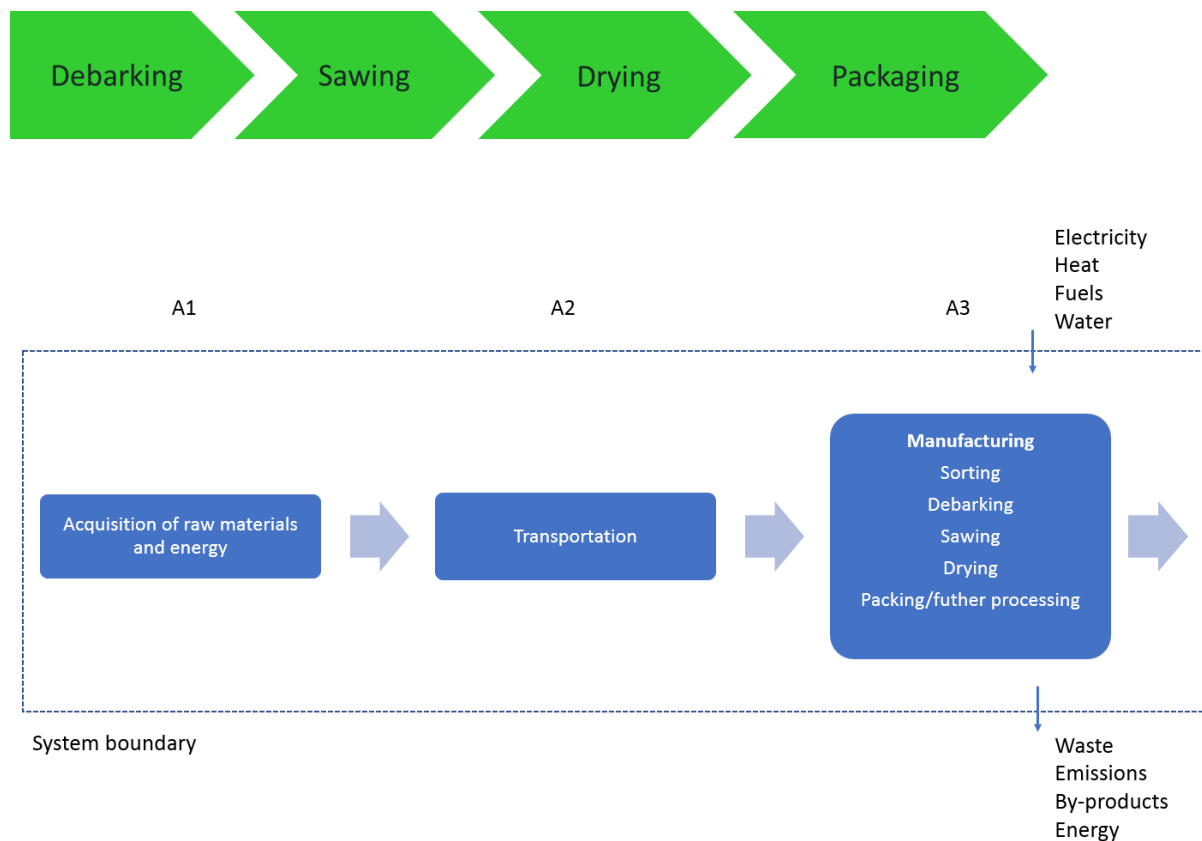 Debarking
Sawing
Drying
Packaging
Electricity
Heat
Fuels
Water
A1
A2
A3
Acquisition of raw materials
and energy
Transportation
Manufacturing
Sorting
Debarking
Sawing
Drying
Packing/futher processing
System boundary
Waste
Emissions
By-products
Energy